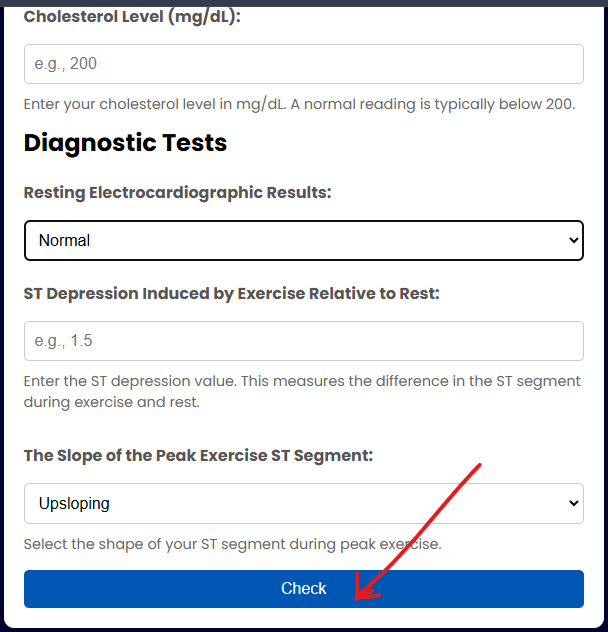 Cholesterol Level (mg/dL):
e.g., 200
Enter your cholesterol level in mg/dL. A normal reading is typically below 200.
Diagnostic Tests
Resting Electrocardiographic Results:
Normal
ST Depression Induced by Exercise Relative to Rest:
e.g., 1.5
Enter the ST depression value. This measures the difference in the ST segment
during exercise and rest.
The Slope of the Peak Exercise ST Segment:
Upsloping
Select the shape of your ST segment during peak exercise.
Check